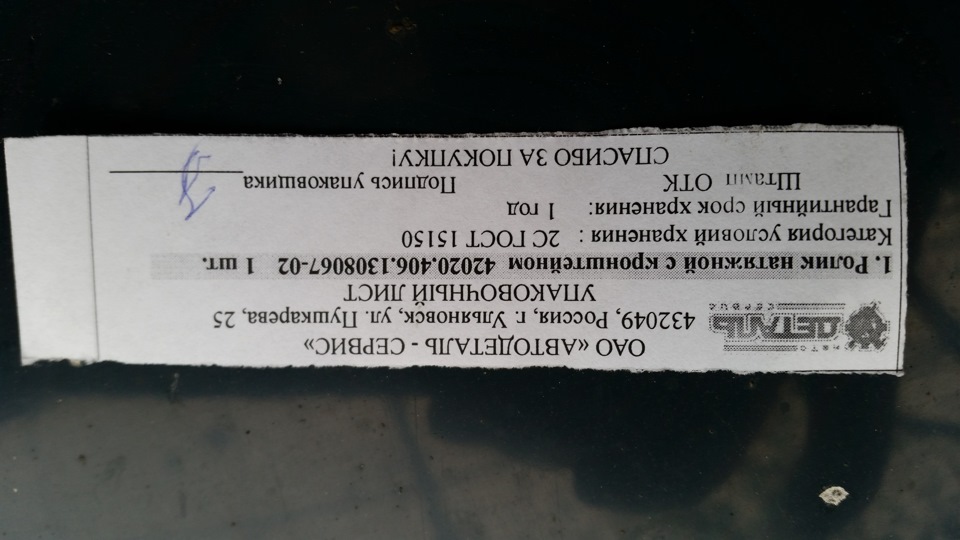 ОАО «АВТОДЕТАЛЬ - СЕРВИС»
АВТО
ДЕТАЛЬ
СЕРВИС
432049, Россия, г. Ульяновск, ул. Пушкарева, 25
УПАКОВОЧНЫЙ ЛИСТ
1. Ролик натяжной с кронштейном 42020.406.1308067-02 1 шт.
Категория условий хранения : 2С ГОСТ 15150
Гарантийный срок хранения: 1 год
Штамп ОТК Подпись упаковщика
СПАСИБО ЗА ПОКУПКУ!